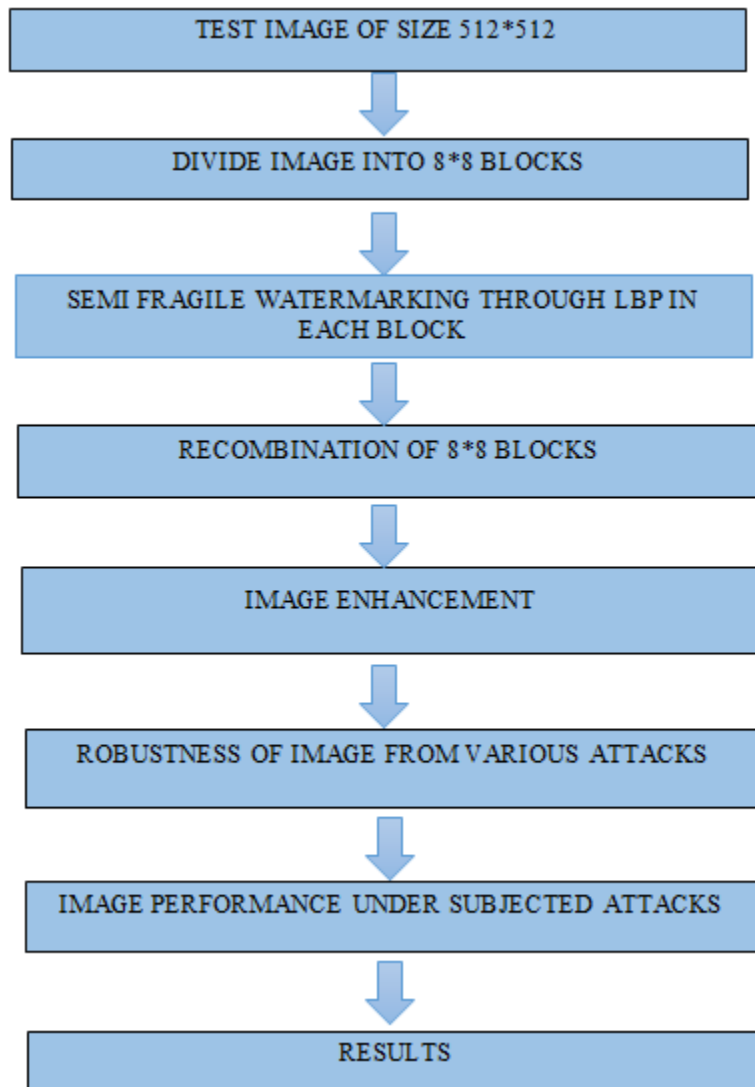 TEST IMAGE OF SIZE 512*512
DIVIDE IMAGE INTO 8*8 BLOCKS
SEMI FRAGILE WATERMARKING THROUGH LBP IN
EACH BLOCK
RECOMBINATION OF 8*8 BLOCKS
IMAGE ENHANCEMENT
ROBUSTNESS OF IMAGE FROM VARIOUS ATTACKS
IMAGE PERFORMANCE UNDER SUBJECTED ATTACKS
RESULTS